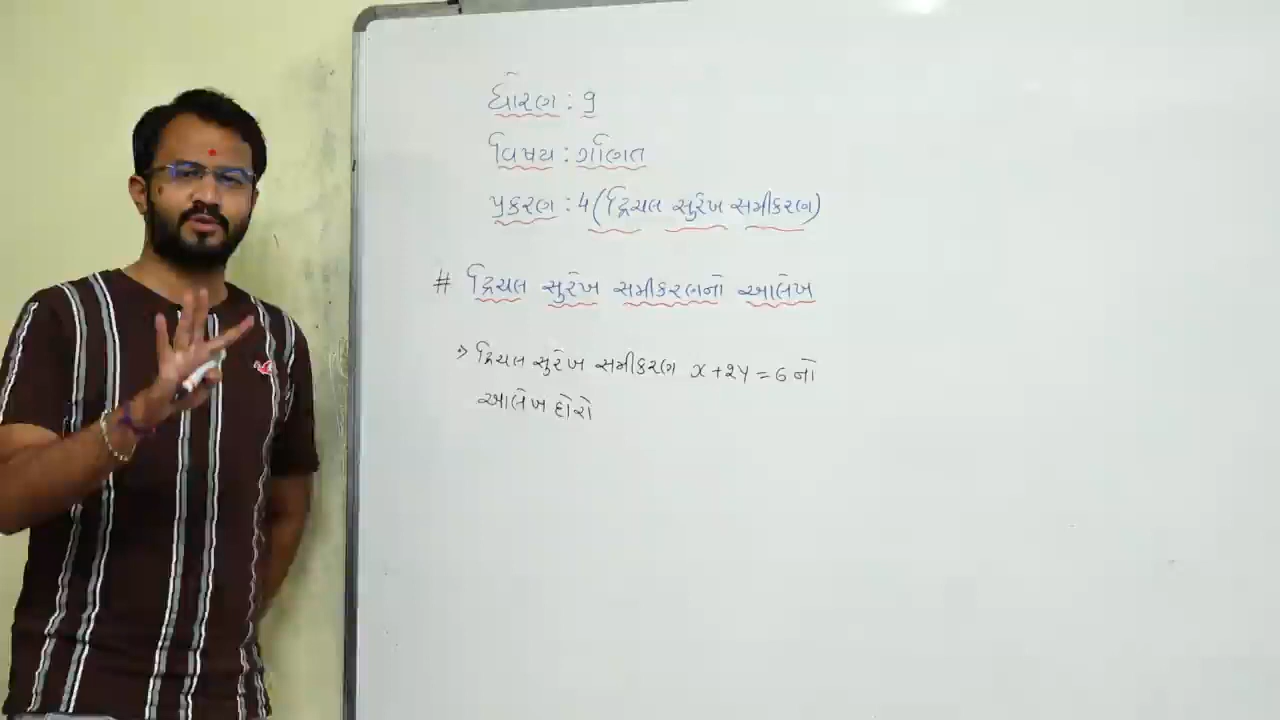 ધોરણ : 9
વિષય : ગણિત
પ્રકરણ : 4 (દ્વિચલ સુરેખ સમીકરણ)
# દ્વિચલ સુરેખ સમીકરણનો આલેખ
⇒ દ્વિચલ સુરેખ સમીકરણ x + 2y = 6 નો
આલેખ દોરો